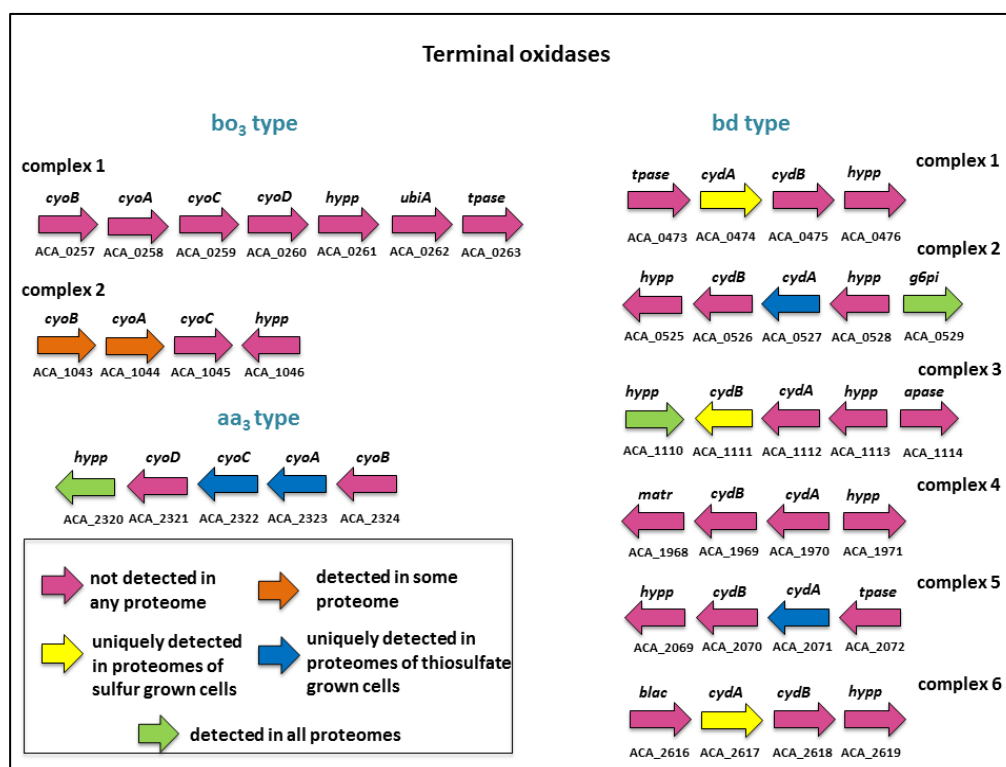 Terminal oxidases
bo3 type
complex 1
cyoB cyoA cyoC cyoD hypp ubiA tpase
ACA_0257 ACA_0258 ACA_0259 ACA_0260 ACA_0261 ACA_0262 ACA_0263
complex 2
cyoB cyoA cyoC hypp
ACA_1043 ACA_1044 ACA_1045 ACA_1046
aa3 type
hypp cyoD cyoC cyoA cyoB
ACA_2320 ACA_2321 ACA_2322 ACA_2323 ACA_2324
not detected in
any proteome
detected in some
proteome
uniquely detected
in proteomes of
sulfur grown cells
uniquely detected in
proteomes of thiosulfate
grown cells
detected in all proteomes
bd type
complex 1
tpase cydA cydB hypp
ACA_0473 ACA_0474 ACA_0475 ACA_0476
complex 2
hypp cydB cydA hypp g6pi
ACA_0525 ACA_0526 ACA_0527 ACA_0528 ACA_0529
complex 3
hypp cydB cydA hypp apase
ACA_1110 ACA_1111 ACA_1112 ACA_1113 ACA_1114
complex 4
matr cydB cydA hypp
ACA_1968 ACA_1969 ACA_1970 ACA_1971
complex 5
hypp cydB cydA tpase
ACA_2069 ACA_2070 ACA_2071 ACA_2072
complex 6
blac cydA cydB hypp
ACA_2616 ACA_2617 ACA_2618 ACA_2619